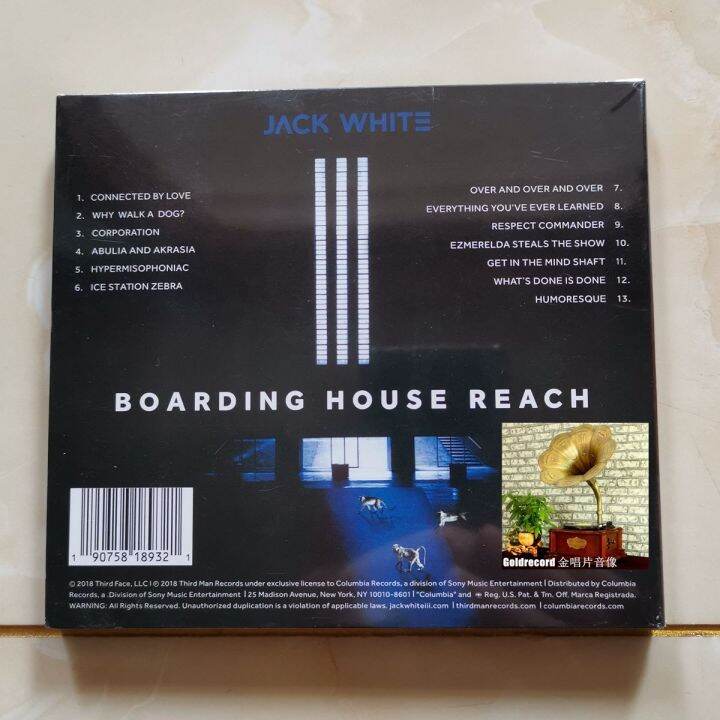 JACK WHITE
1. CONNECTED BY LOVE
2. WHY WALK A DOG?
3. CORPORATION
4. ABULIA AND AKRASIA
5. HYPERMISOPHONIAC
6. ICE STATION ZEBRA
OVER AND OVER AND OVER 7.
EVERYTHING YOU'VE EVER LEARNED 8.
RESPECT COMMANDER 9.
EZMERELDA STEALS THE SHOW 10.
GET IN THE MIND SHAFT 11.
WHAT'S DONE IS DONE 12.
HUMORESQUE 13.
BOARDING HOUSE REACH
1 90758 18932 1
Goldrecord 金唱片音像
© 2018 Third Face, LLC I ℗ 2018 Third Man Records under exclusive license to Columbia Records, a division of Sony Music Entertainment I Distributed by Columbia
Records, a Division of Sony Music Entertainment I 25 Madison Avenue, New York, NY 10010-8601 I "Columbia" and Reg. U.S. Pat. & Tm. Off. Marca Registrada.
WARNING: All Rights Reserved. Unauthorized duplication is a violation of applicable laws. jackwhiteiii.com I thirdmanrecords.com I columbiarecords.com